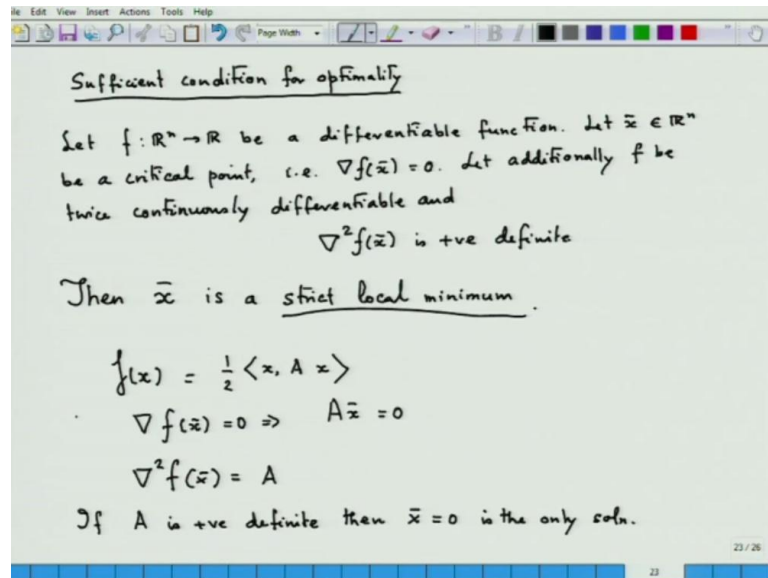 le Edit View Insert Actions Tools Help
Page Width B I
Sufficient condition for optimality
Let f : ℝⁿ → ℝ be a differentiable function. Let x̄ ∈ ℝⁿ
be a critical point, i.e. ∇f(x̄) = 0. Let additionally f be
twice continuously differentiable and
∇²f(x̄) is +ve definite
Then x̄ is a strict local minimum.
f(x) = 1/2 ⟨x, A x⟩
∇f(x̄) = 0 ⇒ Ax̄ = 0
∇²f(x̄) = A
If A is +ve definite then x̄ = 0 is the only soln.
23 / 26
23